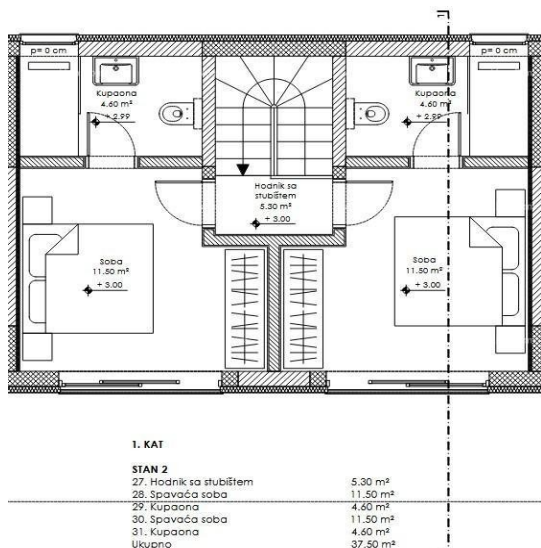 p= 0 cm
p= 0 cm
Kupaona
4.60 m²
+ 2.99
Kupaona
4.60 m²
+ 2.99
Hodnik sa
stubištem
5.30 m²
+ 3.00
Soba
11.50 m²
+ 3.00
Soba
11.50 m²
+ 3.00
1. KAT
STAN 2
27. Hodnik sa stubištem 5.30 m²
28. Spavaća soba 11.50 m²
29. Kupaona 4.60 m²
30. Spavaća soba 11.50 m²
31. Kupaona 4.60 m²
Ukupno 37.50 m²